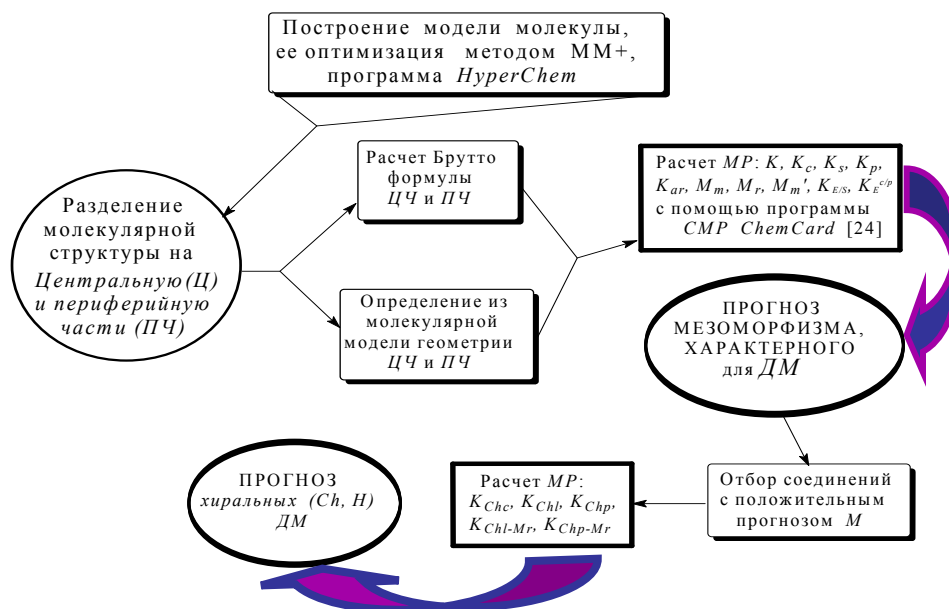 Построение модели молекулы,
ее оптимизация методом ММ+,
программа HyperChem
Разделение
молекулярной
структуры на
Центральную(Ц)
и периферийную
части (ПЧ)
Расчет Брутто
формулы
ЦЧ и ПЧ
Определение из
молекулярной
модели геометрии
ЦЧ и ПЧ
Расчет МР: K, Kc, Ks, Kp,
Kar, Mm, Mr, Mm', KE/S, KE c/p
с помощью программы
CMP ChemCard [24]
ПРОГНОЗ
МЕЗОМОРФИЗМА,
ХАРАКТЕРНОГО
для ДМ
Отбор соединений
с положительным
прогнозом М
Расчет МР:
KChc, KChl, KChp,
KChl-Mr, KChp-Mr
ПРОГНОЗ
хиральных (Ch, H)
ДМ